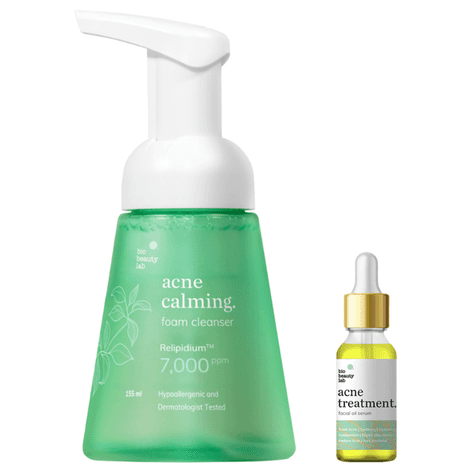 bio
beauty
lab
acne
calming.
foam cleanser
Relipidium™
7,000 ppm
155 ml
Hypoallergenic and
Dermatologist Tested
bio
beauty
lab
acne
treatment.
facial oil serum